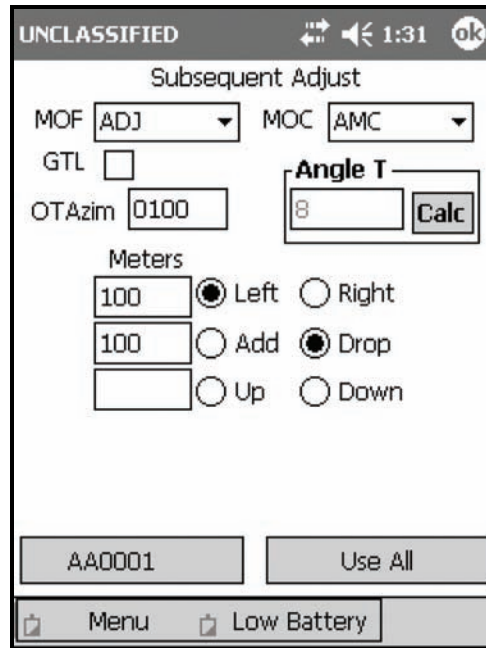 UNCLASSIFIED 1:31 ok
Subsequent Adjust
MOF ADJ MOC AMC
GTL
Angle T
OTAzim 0100 8 Calc
Meters
100 Left Right
100 Add Drop
Up Down
AA0001 Use All
Menu Low Battery